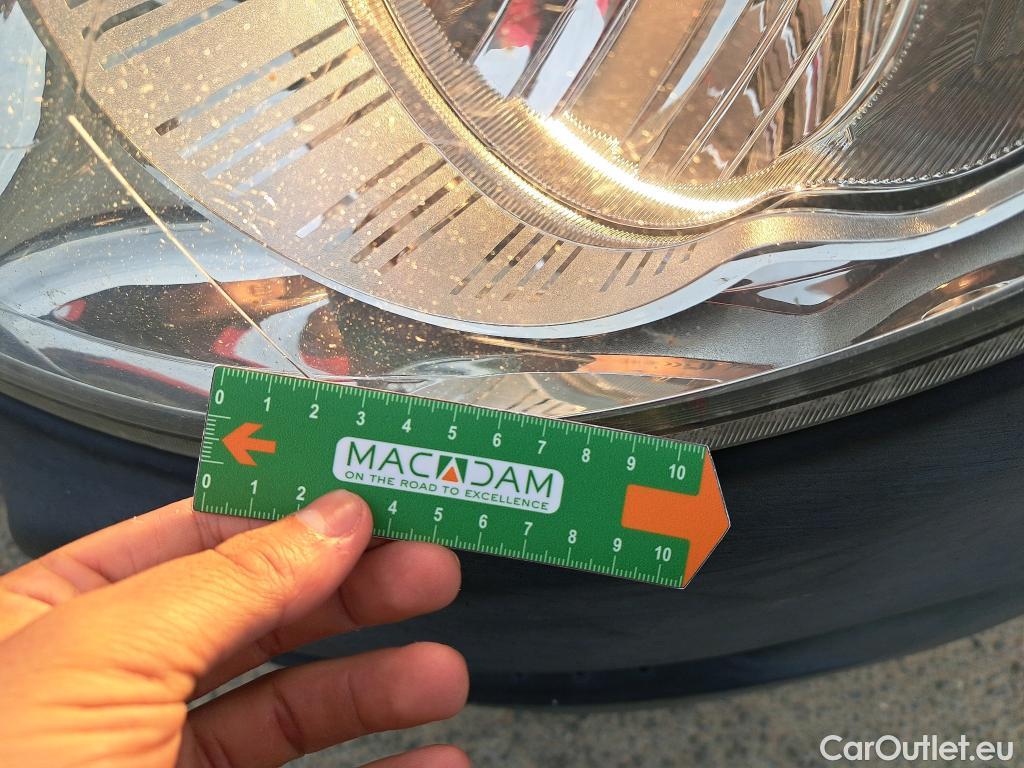 0 1 2 3 4 5 6 7 8 9 10
MACADAM
ON THE ROAD TO EXCELLENCE
0 1 2 4 5 6 7 8 9 10
CarOutlet.eu